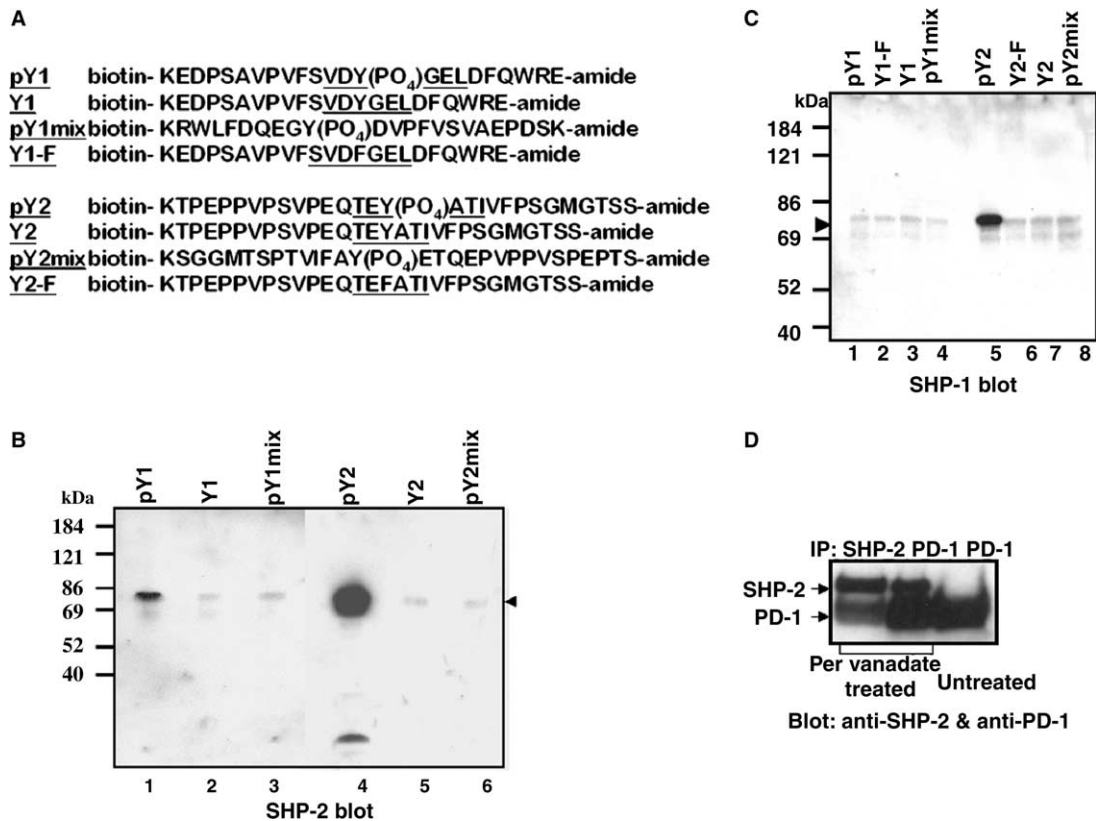 A
pY1 biotin- KEDPSAVPVFSVDY(PO4)GELDFQWRE-amide
Y1 biotin- KEDPSAVPVFSVDYGELDFQWRE-amide
pY1mix biotin- KRWLFDQEGY(PO4)DVPFVSVAEPDSK-amide
Y1-F biotin- KEDPSAVPVFSVDFGELDFQWRE-amide
pY2 biotin- KTPEPPVPSVPEQTEY(PO4)ATIVFPSGMGTSS-amide
Y2 biotin- KTPEPPVPSVPEQTEYATIVFPSGMGTSS-amide
pY2mix biotin- KSGGMTSPTVIFAY(PO4)ETQEPVPPVSPEPTS-amide
Y2-F biotin- KTPEPPVPSVPEQTEFATIVFPSGMGTSS-amide
B
kDa pY1 Y1 pY1mix pY2 Y2 pY2mix
184
121
86
69
52
40
1 2 3 4 5 6
SHP-2 blot
C
kDa pY1 Y1-F Y1 pY1mix pY2 Y2-F Y2 pY2mix
184
121
86
69
52
40
1 2 3 4 5 6 7 8
SHP-1 blot
D
IP: SHP-2 PD-1 PD-1
SHP-2
PD-1
Per vanadate
treated Untreated
Blot: anti-SHP-2 & anti-PD-1